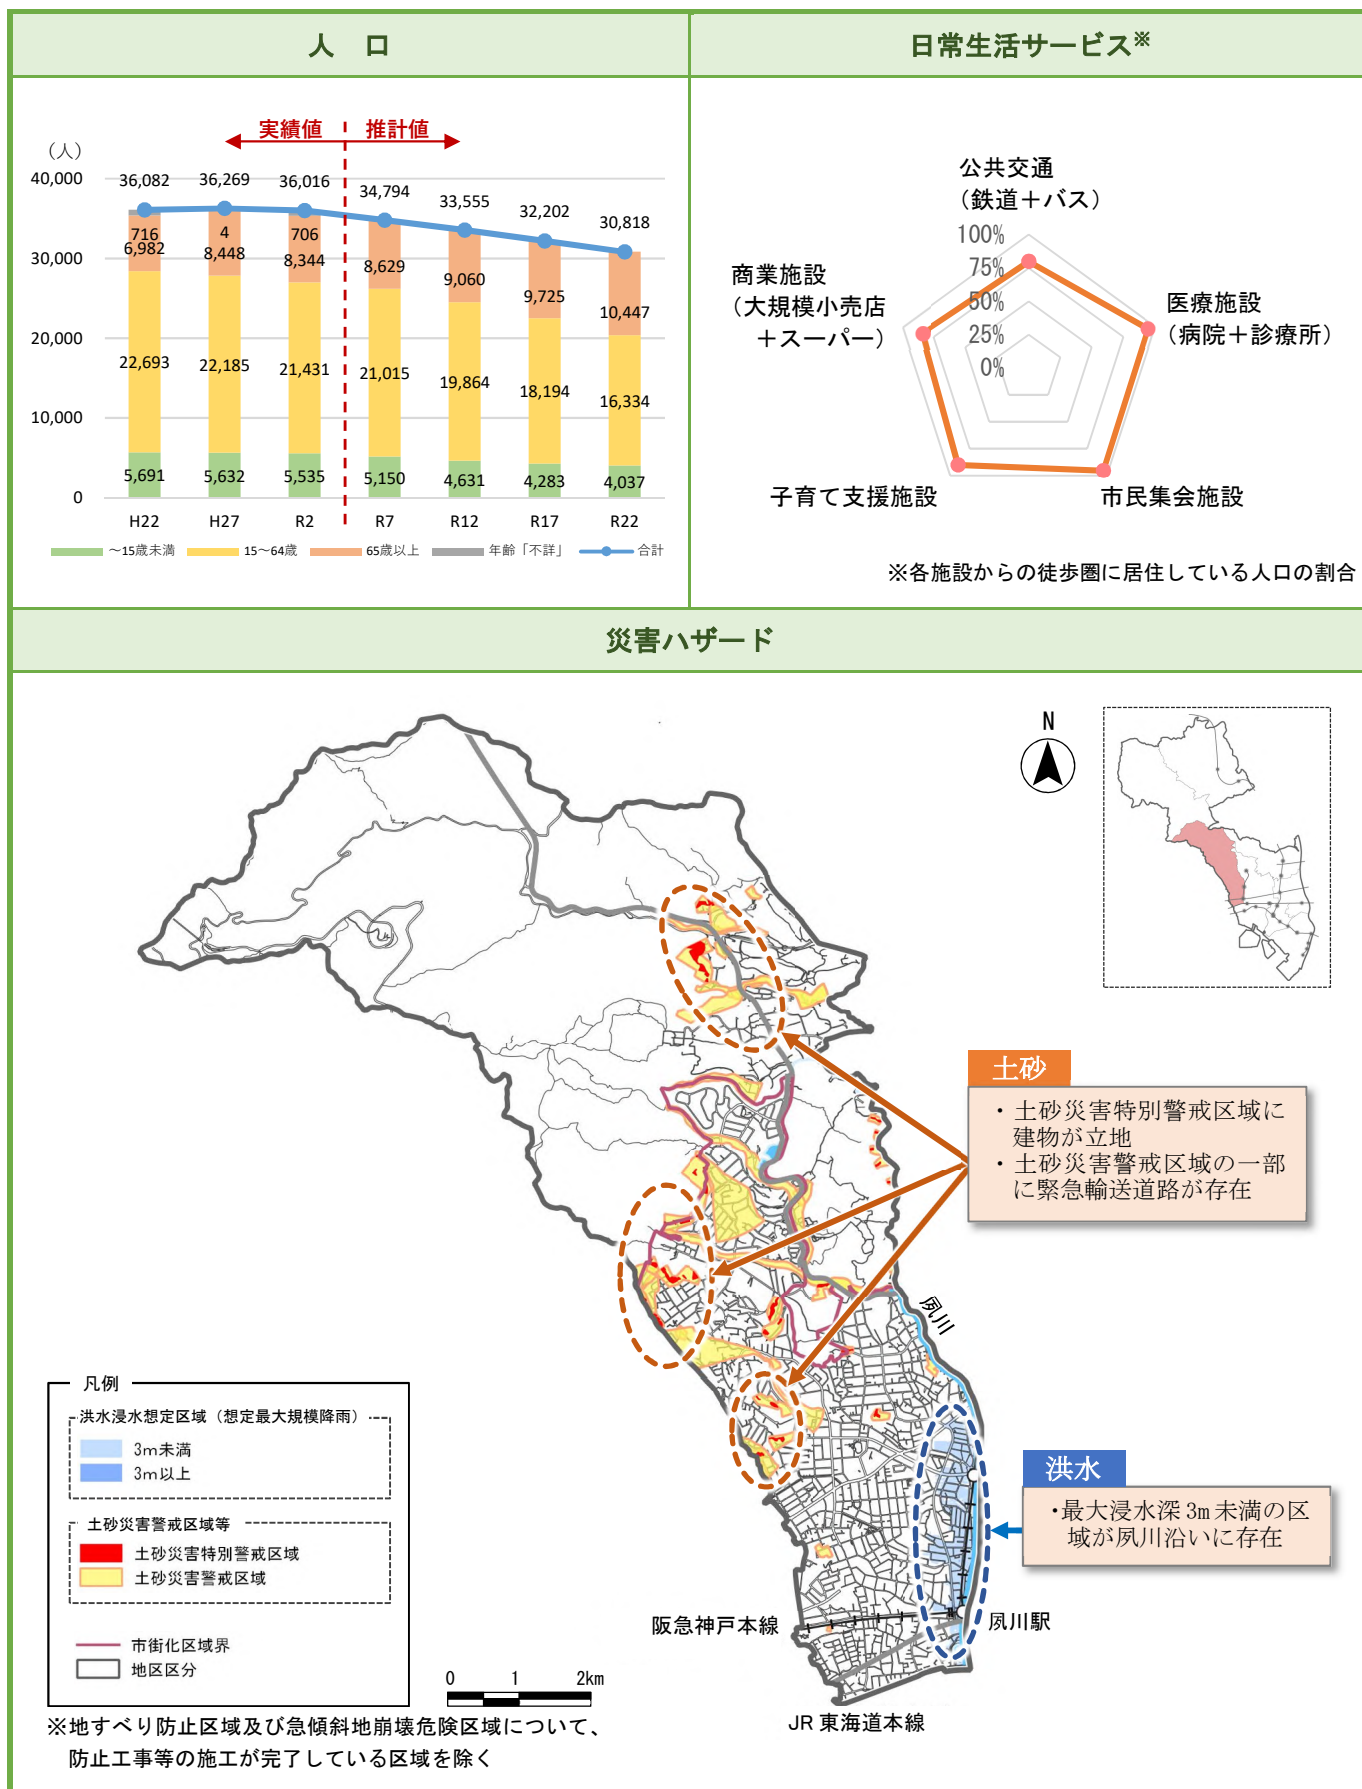 人 口
日常生活サービス※
実績値 推計値
（人）
40,000
30,000
20,000
10,000
0
36,082 36,269 36,016 34,794 33,555 32,202 30,818
716 4 706
6,982 8,448 8,344 8,629 9,060 9,725 10,447
22,693 22,185 21,431 21,015 19,864 18,194 16,334
5,691 5,632 5,535 5,150 4,631 4,283 4,037
H22 H27 R2 R7 R12 R17 R22
～15歳未満 15～64歳 65歳以上 年齢「不詳」 合計
公共交通
（鉄道＋バス）
100%
75%
50%
25%
0%
商業施設
（大規模小売店
＋スーパー）
医療施設
（病院＋診療所）
子育て支援施設
市民集会施設
※各施設からの徒歩圏に居住している人口の割合
災害ハザード
N
土砂
・土砂災害特別警戒区域に
建物が立地
・土砂災害警戒区域の一部
に緊急輸送道路が存在
夙川
洪水
・最大浸水深 3m 未満の区
域が夙川沿いに存在
阪急神戸本線
夙川駅
JR 東海道本線
凡例
洪水浸水想定区域（想定最大規模降雨）
3m未満
3m以上
土砂災害警戒区域等
土砂災害特別警戒区域
土砂災害警戒区域
市街化区域界
地区区分
0 1 2km
※地すべり防止区域及び急傾斜地崩壊危険区域について、
防止工事等の施工が完了している区域を除く